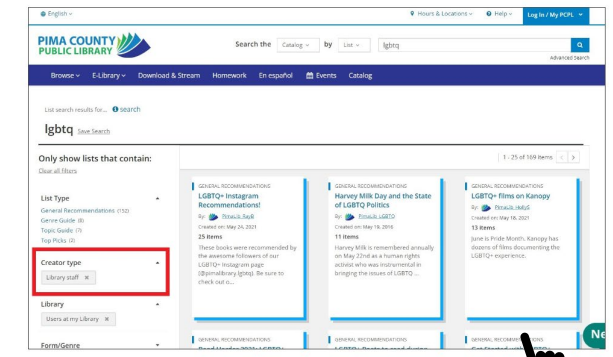 English
Hours & Locations
Help
Log In / My PCPL
PIMA COUNTY
PUBLIC LIBRARY
Search the
Catalog
by
List
lgbtq
Advanced Search
Browse
E-Library
Download & Stream
Homework
En español
Events
Catalog
List search results for... search
lgbtq Save Search
Only show lists that contain:
Clear all filters
1 - 25 of 169 items
List Type
General Recommendations (152)
Genre Guide (8)
Topic Guide (7)
Top Picks (2)
Creator type
Library staff
Library
Users at my Library
Form/Genre
GENERAL RECOMMENDATIONS
LGBTQ+ Instagram
Recommendations!
By: PimaLib_RayB
Created on: May 24, 2021
25 items
These books were recommended by
the awesome followers of our
LGBTQ+ Instagram page
(@pimalibrary.lgbtq). Be sure to
check out o...
GENERAL RECOMMENDATIONS
Harvey Milk Day and the State
of LGBTQ Politics
By: PimaLib_LGBTQ
Created on: May 18, 2016
11 items
Harvey Milk is remembered annually
on May 22nd as a human rights
activist who was instrumental in
bringing the issues of LGBTQ ...
GENERAL RECOMMENDATIONS
LGBTQ+ films on Kanopy
By: PimaLib_HollyS
Created on: May 18, 2021
13 items
June is Pride Month. Kanopy has
dozens of films documenting the
LGBTQ+ experience.
GENERAL RECOMMENDATIONS
GENERAL RECOMMENDATIONS
GENERAL RECOMMENDATIONS
Ne